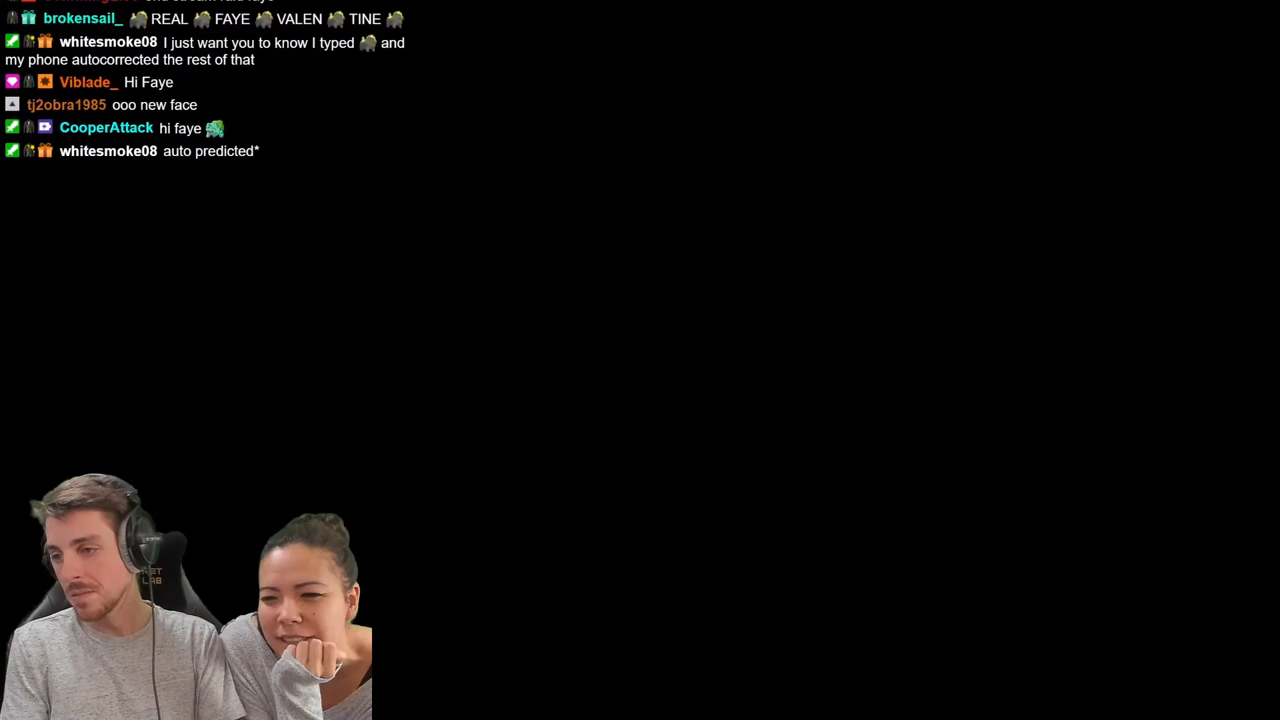 brokensail_ REAL FAYE VALEN TINE
whitesmoke08 I just want you to know I typed and
my phone autocorrected the rest of that
Viblade_ Hi Faye
tj2obra1985 ooo new face
CooperAttack hi faye
whitesmoke08 auto predicted*
LAB